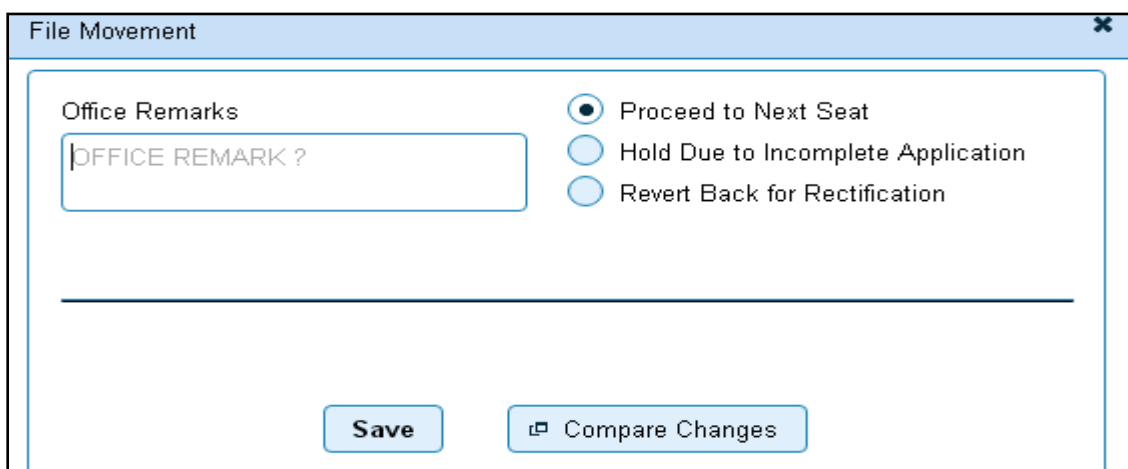 File Movement
Office Remarks
OFFICE REMARK ?
Proceed to Next Seat
Hold Due to Incomplete Application
Revert Back for Rectification
Save
Compare Changes